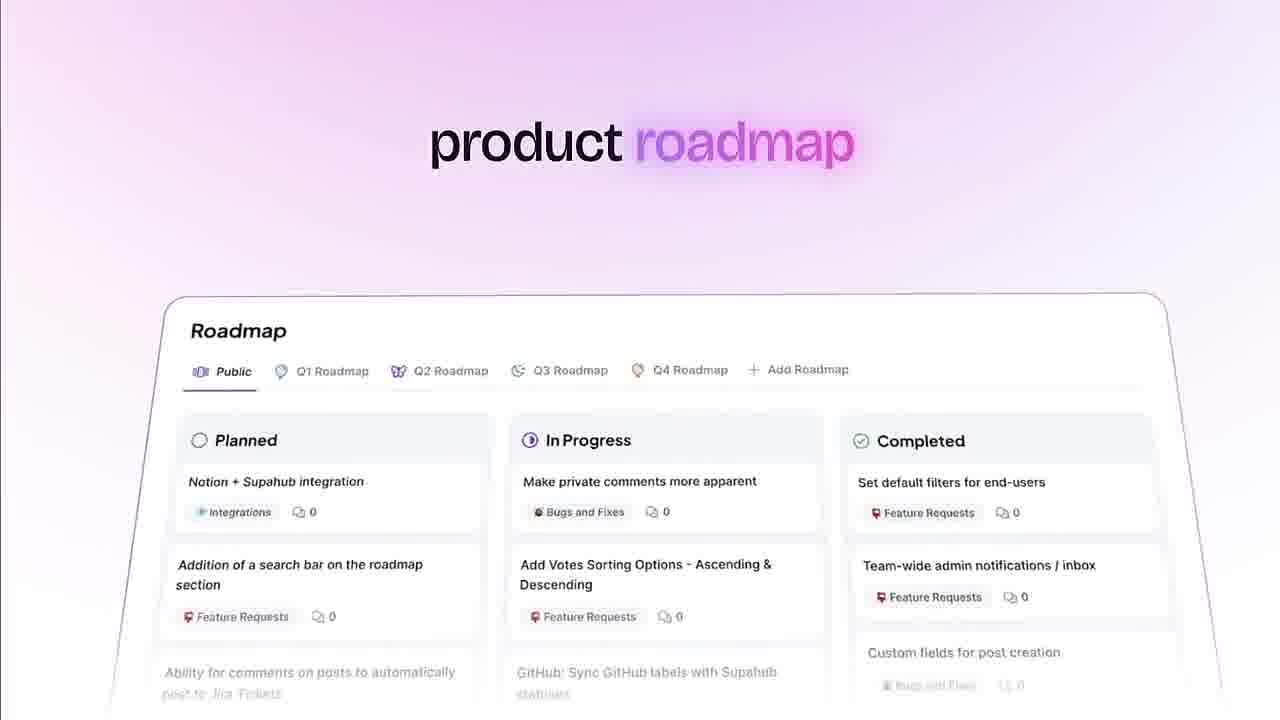 product roadmap
Roadmap
Public
Q1 Roadmap
Q2 Roadmap
Q3 Roadmap
Q4 Roadmap
+ Add Roadmap
Planned
Notion + Supahub integration
Integrations 0
Addition of a search bar on the roadmap
section
Feature Requests 0
Ability for comments on posts to automatically
post to Jira Tickets
In Progress
Make private comments more apparent
Bugs and Fixes 0
Add Votes Sorting Options - Ascending &
Descending
Feature Requests 0
GitHub: Sync GitHub labels with Supahub
statuses
Completed
Set default filters for end-users
Feature Requests 0
Team-wide admin notifications / inbox
Feature Requests 0
Custom fields for post creation
Bugs and Fixes 0